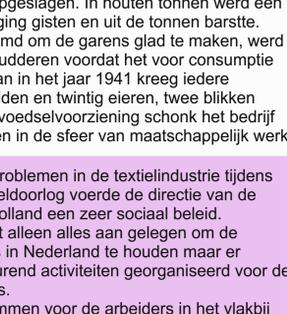 opgeslagen. In houten tonnen werd een
ging gisten en uit de tonnen barstte.
md om de garens glad te maken, werd
udderen voordat het voor consumptie
an in het jaar 1941 kreeg iedere
den en twintig eieren, twee blikken
voedselvoorziening schonk het bedrijf
en in de sfeer van maatschappelijk werk
roblemen in de textielindustrie tijdens
eldoorlog voerde de directie van de
olland een zeer sociaal beleid.
t alleen alles aan gelegen om de
s in Nederland te houden maar er
urend activiteiten georganiseerd voor de
s.
mmen voor de arbeiders in het vlakbij